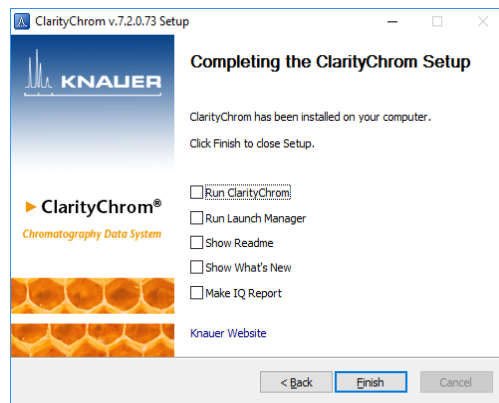 ClarityChrom v.7.2.0.73 Setup
KNAUER
Completing the ClarityChrom Setup
ClarityChrom has been installed on your computer.
Click Finish to close Setup.
Run ClarityChrom
ClarityChrom®
Run Launch Manager
Chromatography Data System
Show Readme
Show What's New
Make IQ Report
Knauer Website
< Back
Finish
Cancel